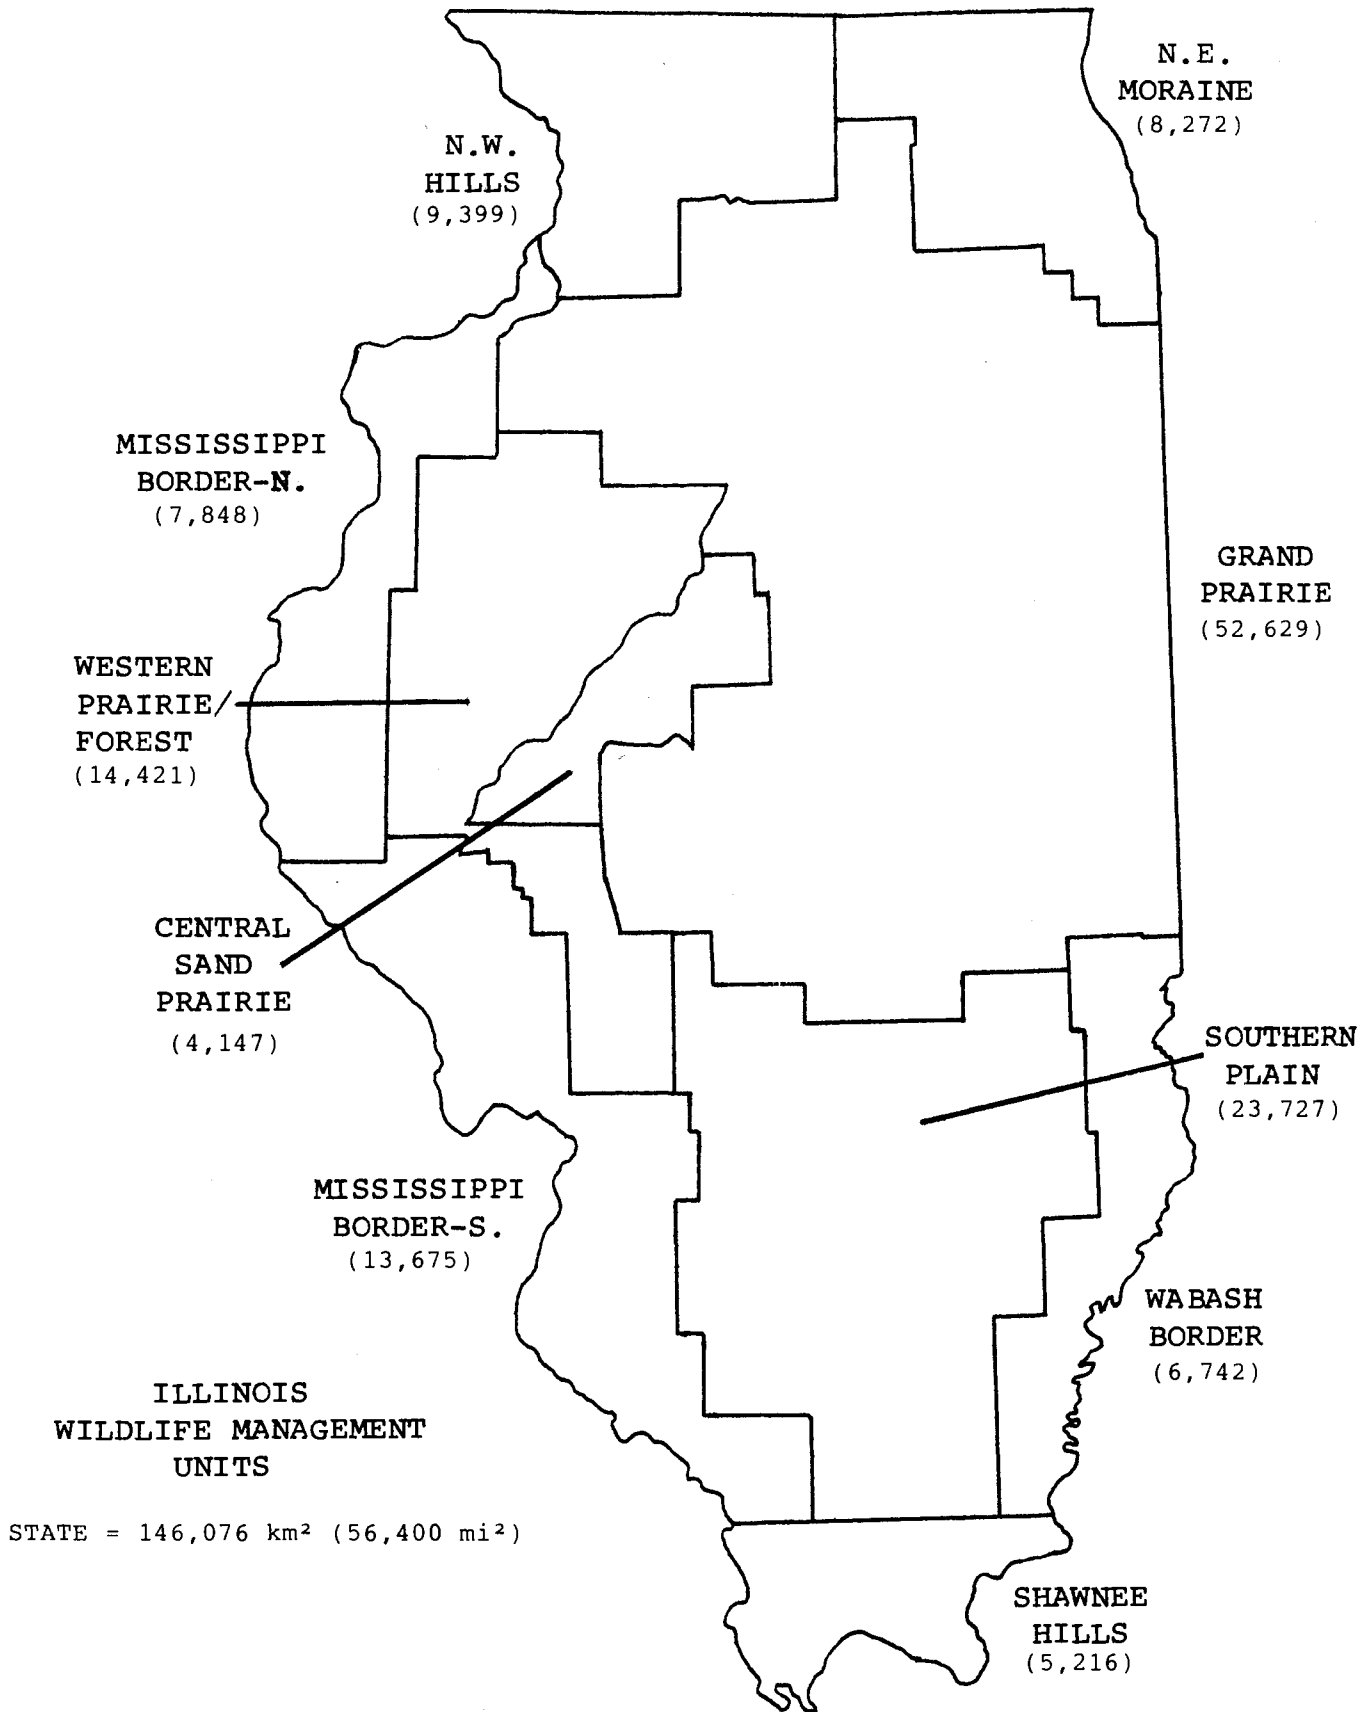 N.E.
MORAINE
(8,272)
N.W.
HILLS
(9,399)
MISSISSIPPI
BORDER-N.
(7,848)
GRAND
PRAIRIE
(52,629)
WESTERN
PRAIRIE/
FOREST
(14,421)
CENTRAL
SAND
PRAIRIE
(4,147)
SOUTHERN
PLAIN
(23,727)
MISSISSIPPI
BORDER-S.
(13,675)
WABASH
BORDER
(6,742)
ILLINOIS
WILDLIFE MANAGEMENT
UNITS
STATE = 146,076 km² (56,400 mi²)
SHAWNEE
HILLS
(5,216)